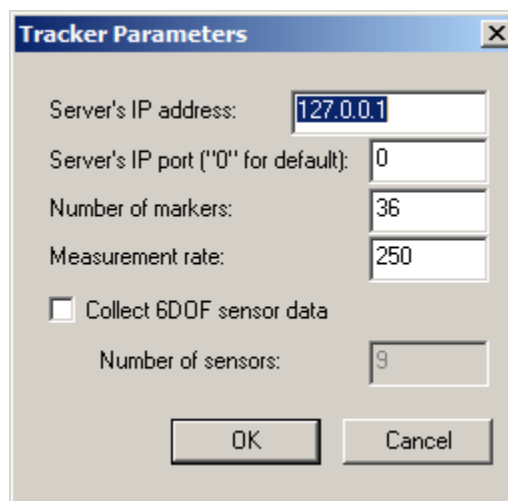 Tracker Parameters
Server's IP address: 127.0.0.1
Server's IP port ("0" for default): 0
Number of markers: 36
Measurement rate: 250
Collect 6DOF sensor data
Number of sensors: 9
OK Cancel